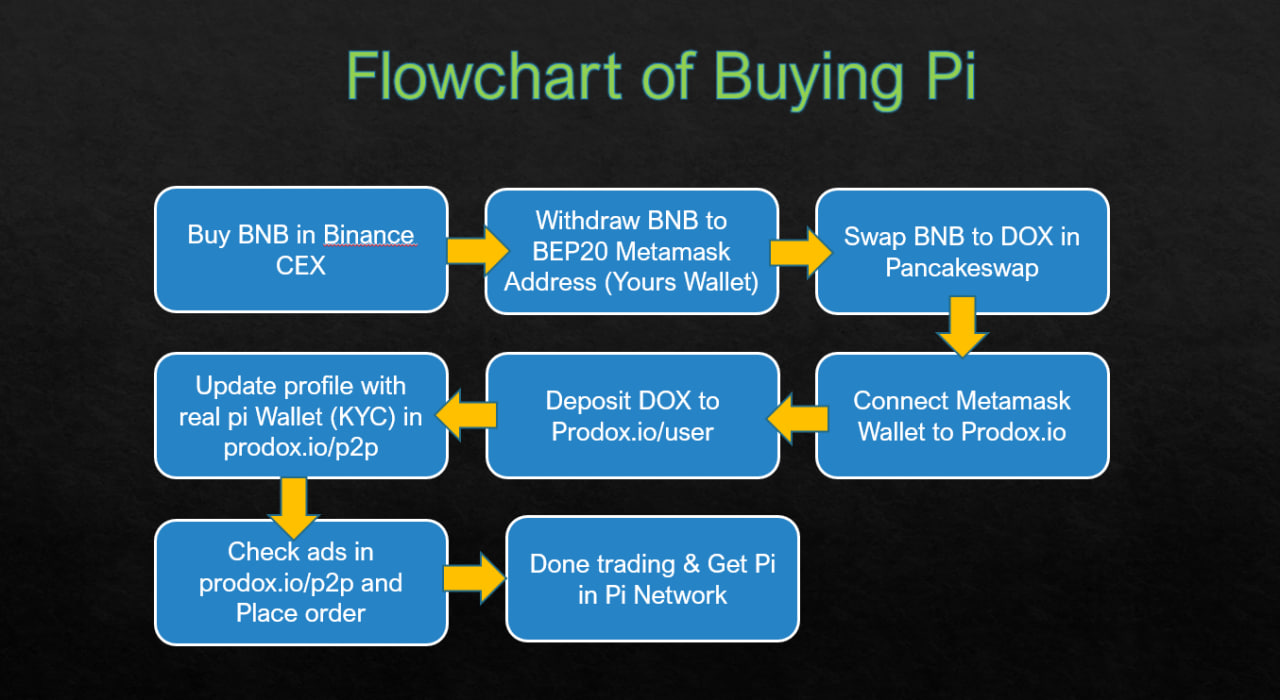 Flowchart of Buying Pi
Buy BNB in Binance
CEX
Withdraw BNB to
BEP20 Metamask
Address (Yours Wallet)
Swap BNB to DOX in
Pancakeswap
Update profile with
real pi Wallet (KYC) in
prodox.io/p2p
Deposit DOX to
Prodox.io/user
Connect Metamask
Wallet to Prodox.io
Check ads in
prodox.io/p2p and
Place order
Done trading & Get Pi
in Pi Network